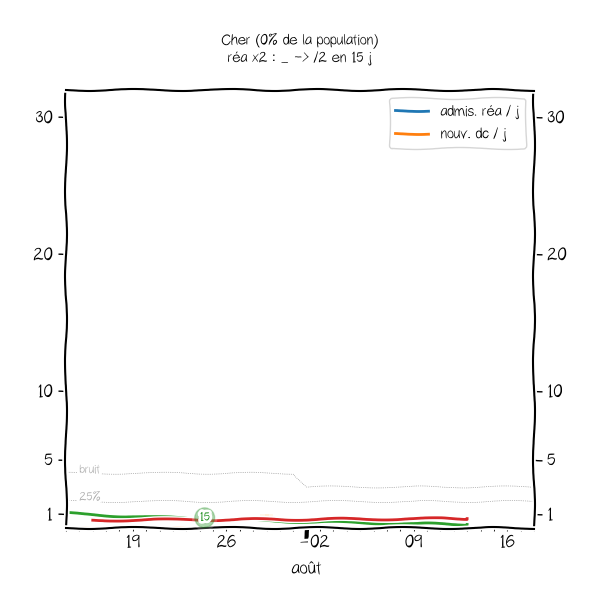 Cher (0% de la population)
réa x2 : _ -> /2 en 15 j
admis. réa / j
nouv. dc / j
30
30
20
20
10
10
5
5
bruit
25%
1
1
15
19
26
02
09
16
août